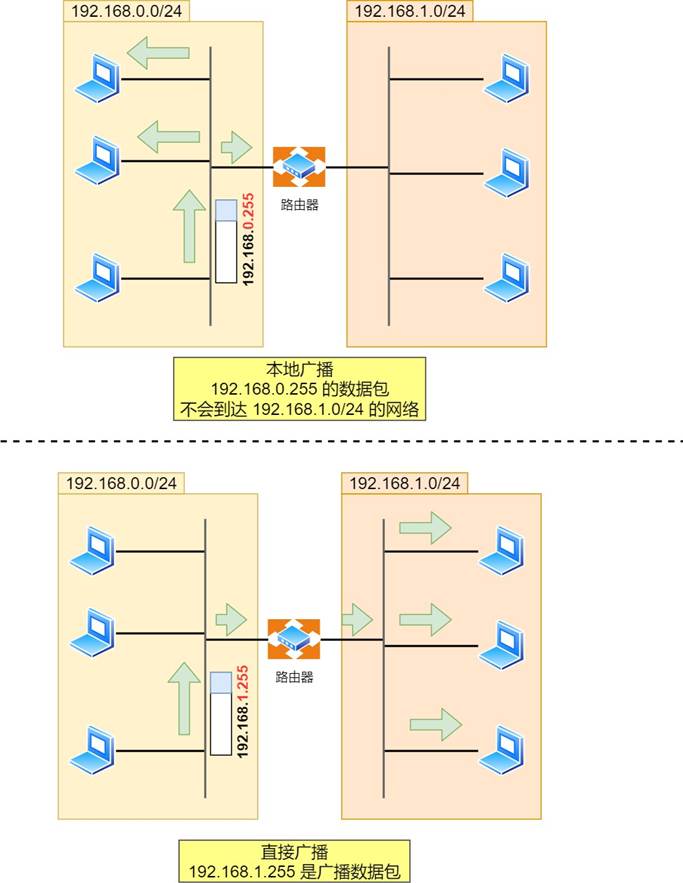 192.168.0.0/24
192.168.1.0/24
路由器
192.168.0.255
本地广播
192.168.0.255 的数据包
不会到达 192.168.1.0/24 的网络
192.168.0.0/24
192.168.1.0/24
路由器
192.168.1.255
直接广播
192.168.1.255 是广播数据包